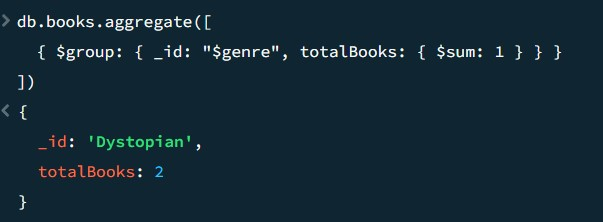 > db.books.aggregate([
{ $group: { _id: "$genre", totalBooks: { $sum: 1 } } }
])
< {
_id: 'Dystopian',
totalBooks: 2
}